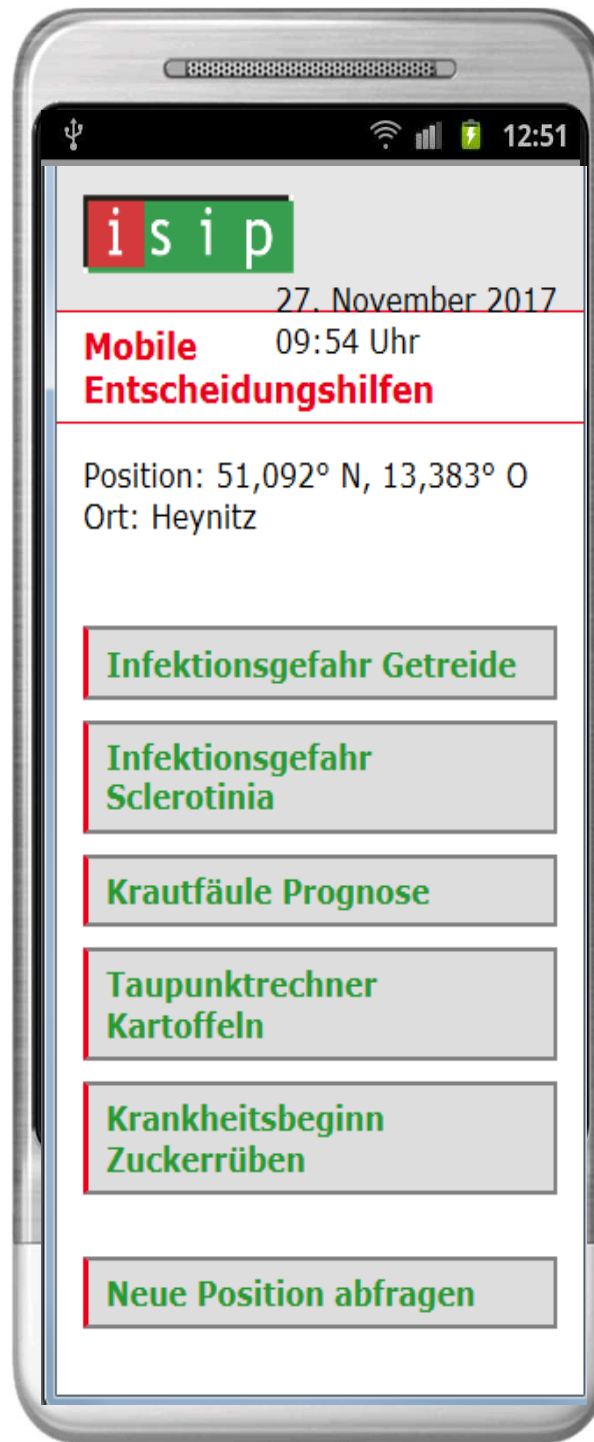 12:51
isip
27. November 2017
09:54 Uhr
Mobile
Entscheidungshilfen
Position: 51,092° N, 13,383° O
Ort: Heynitz
Infektionsgefahr Getreide
Infektionsgefahr
Sclerotinia
Krautfäule Prognose
Taupunktrechner
Kartoffeln
Krankheitsbeginn
Zuckerrüben
Neue Position abfragen